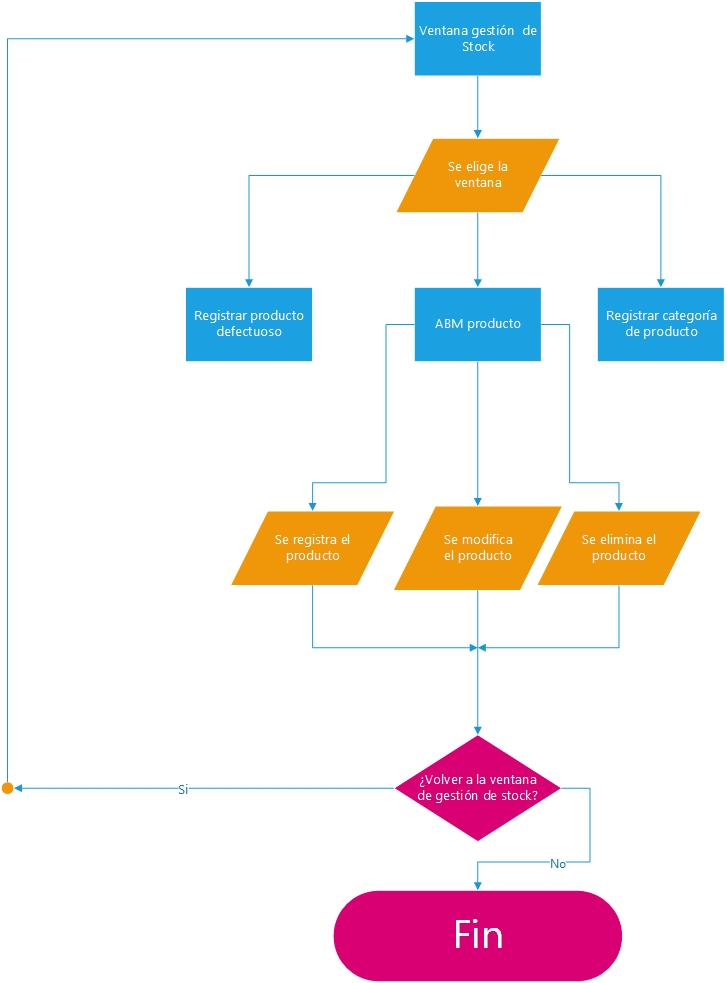 Ventana gestión de
Stock
Se elige la
ventana
Registrar producto
defectuoso
ABM producto
Registrar categoría
de producto
Se registra el
producto
Se modifica
el producto
Se elimina el
producto
¿Volver a la ventana
de gestión de stock?
Si
No
Fin